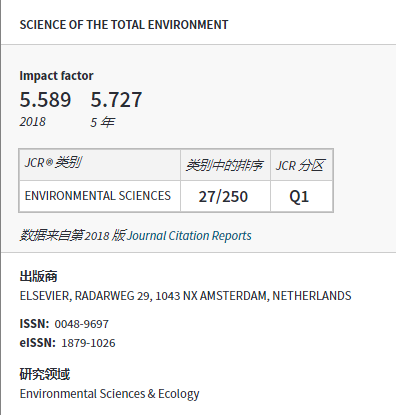 SCIENCE OF THE TOTAL ENVIRONMENT
Impact factor
5.589 5.727
2018 5 年
JCR® 类别 类别中的排序 JCR 分区
ENVIRONMENTAL SCIENCES 27/250 Q1
数据来自第 2018 版 Journal Citation Reports
出版商
ELSEVIER, RADARWEG 29, 1043 NX AMSTERDAM, NETHERLANDS
ISSN: 0048-9697
eISSN: 1879-1026
研究领域
Environmental Sciences & Ecology